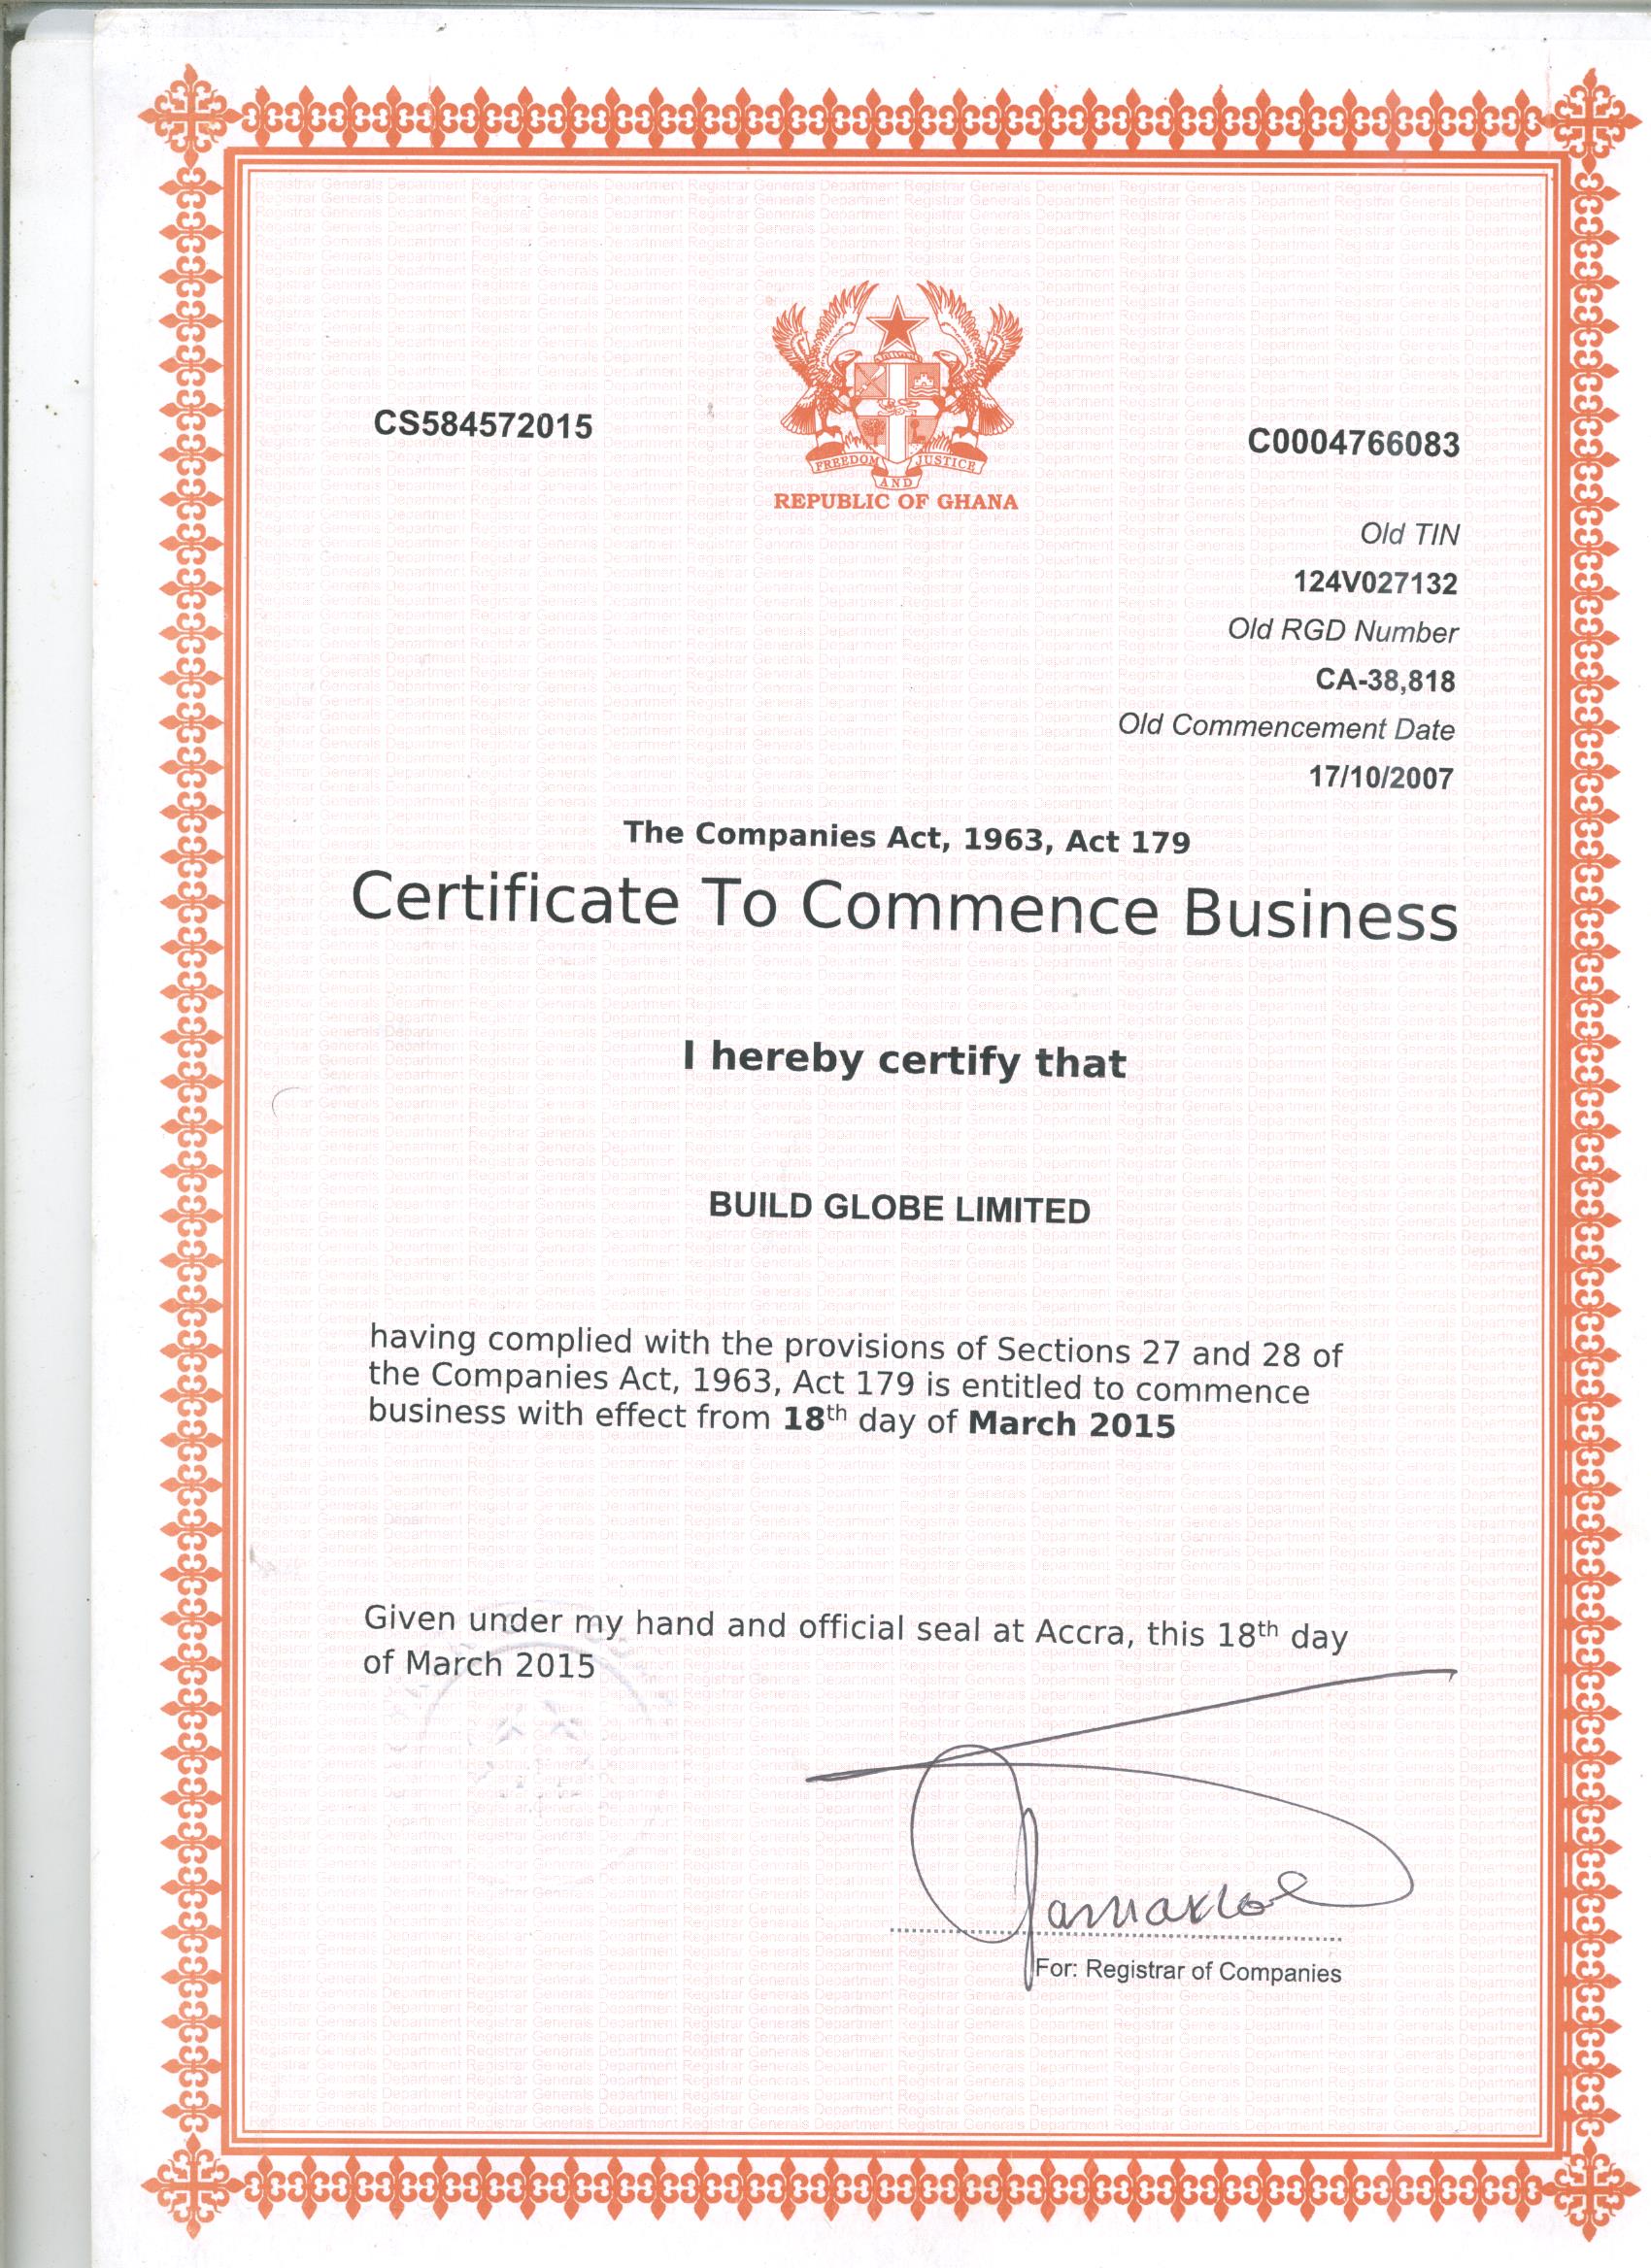 CS584572015
C0004766083
FREEDOM AND JUSTICE
REPUBLIC OF GHANA
Old TIN
124V027132
Old RGD Number
CA-38,818
Old Commencement Date
17/10/2007
The Companies Act, 1963, Act 179
Certificate To Commence Business
I hereby certify that
BUILD GLOBE LIMITED
having complied with the provisions of Sections 27 and 28 of
the Companies Act, 1963, Act 179 is entitled to commence
business with effect from 18th day of March 2015
Given under my hand and official seal at Accra, this 18th day
of March 2015
For: Registrar of Companies